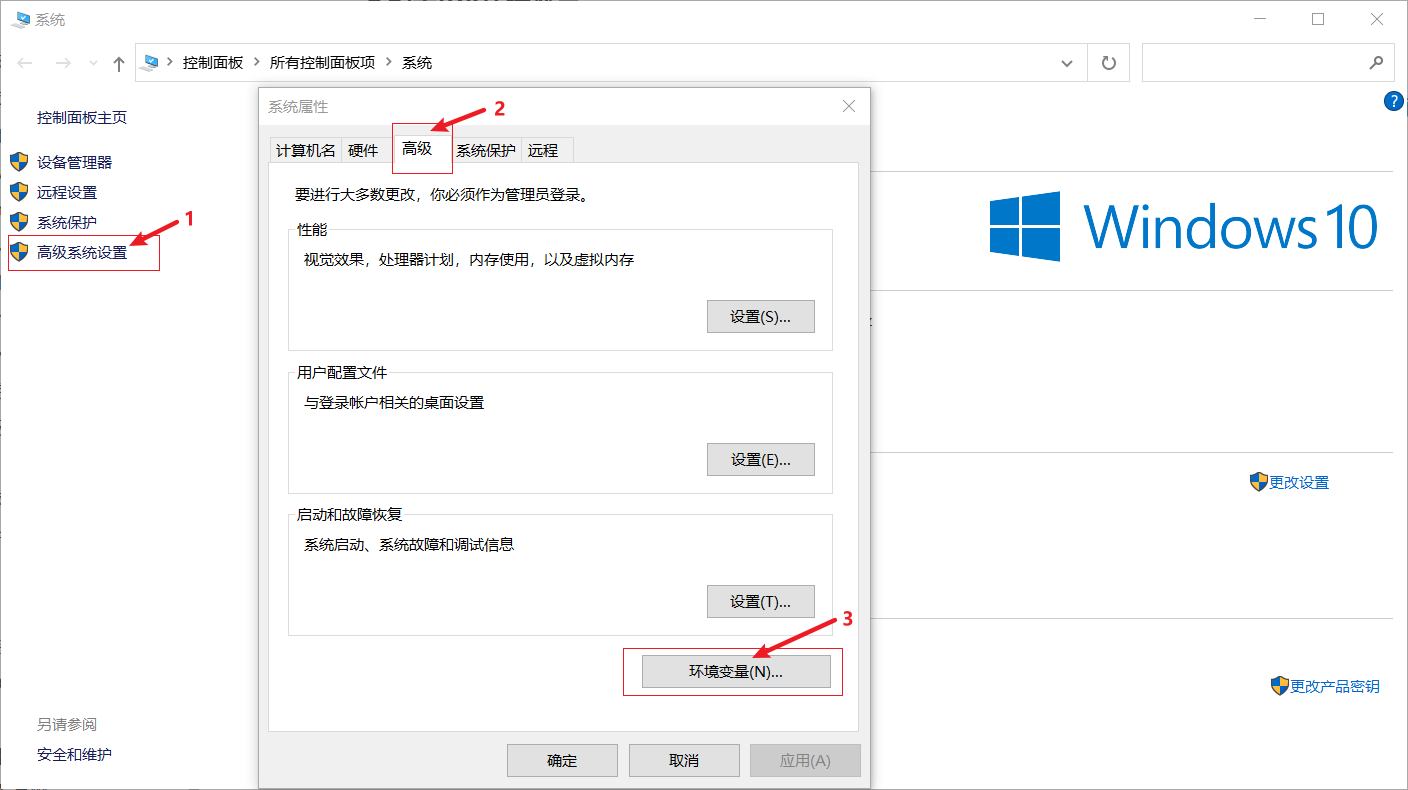 系统
控制面板 所有控制面板项 系统
控制面板主页
设备管理器
远程设置
系统保护
高级系统设置
1
另请参阅
安全和维护
系统属性
2
计算机名 硬件 高级 系统保护 远程
要进行大多数更改，你必须作为管理员登录。
性能
视觉效果，处理器计划，内存使用，以及虚拟内存
设置(S)...
用户配置文件
与登录帐户相关的桌面设置
设置(E)...
启动和故障恢复
系统启动、系统故障和调试信息
设置(T)...
3
环境变量(N)...
确定 取消 应用(A)
?
Windows 10
更改设置
更改产品密钥